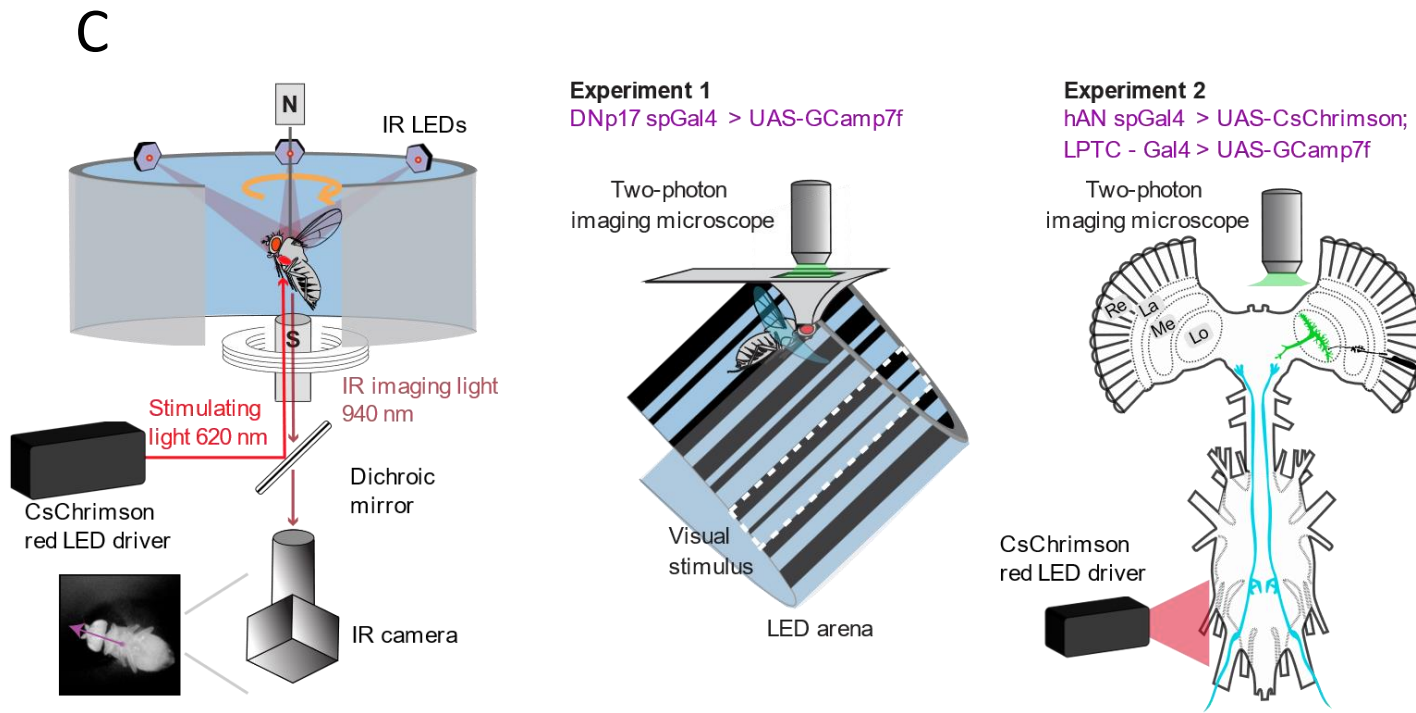 C
N
IR LEDs
S
IR imaging light
940 nm
Stimulating
light 620 nm
Dichroic
mirror
CsChrimson
red LED driver
IR camera
Experiment 1
DNp17 spGal4 > UAS-GCamp7f
Two-photon
imaging microscope
Visual
stimulus
LED arena
Experiment 2
hAN spGal4 > UAS-CsChrimson;
LPTC - Gal4 > UAS-GCamp7f
Two-photon
imaging microscope
Re
La
Me
Lo
CsChrimson
red LED driver